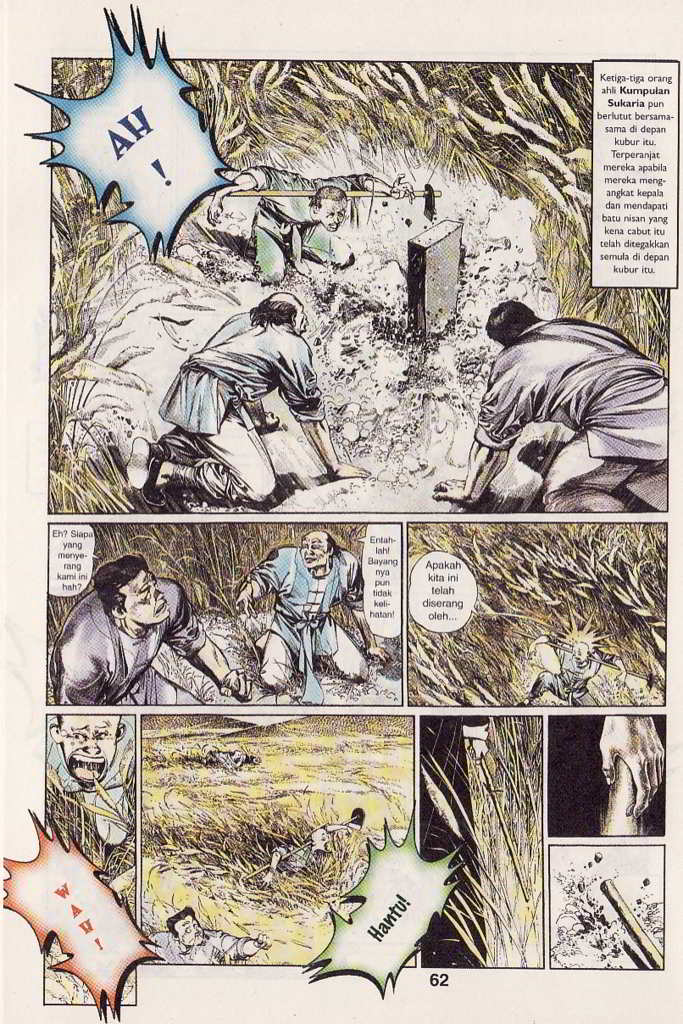 AH
!
Ketiga-tiga orang
ahli Kumpulan
Sukaria pun
berlutut bersama-
sama di depan
kubur itu.
Terperanjat
mereka apabila
mereka meng-
angkat kepala
dan mendapati
batu nisan yang
kena cabut itu
telah ditegakkan
semula di depan
kubur itu.
Eh? Siapa
yang
menye-
rang
kami ini
hah?
Entah-
lah!
Bayang
nya
pun
tidak
keli-
hatan!
Apakah
kita ini
telah
diserang
oleh...
WAH!
Hantu!
62